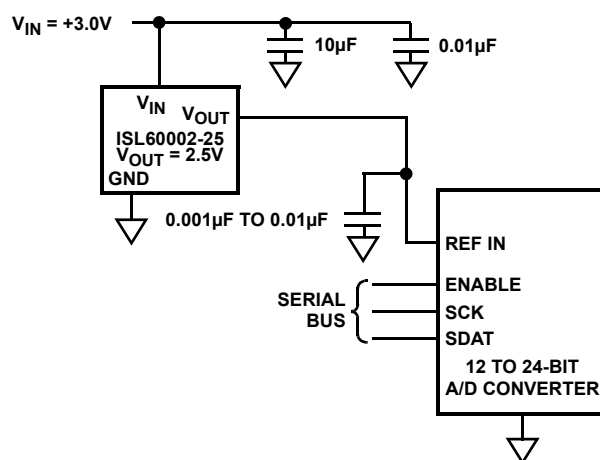 VIN = +3.0V
10µF
0.01µF
VIN
VOUT
ISL60002-25
VOUT = 2.5V
GND
0.001µF TO 0.01µF
REF IN
SERIAL
BUS
ENABLE
SCK
SDAT
12 TO 24-BIT
A/D CONVERTER